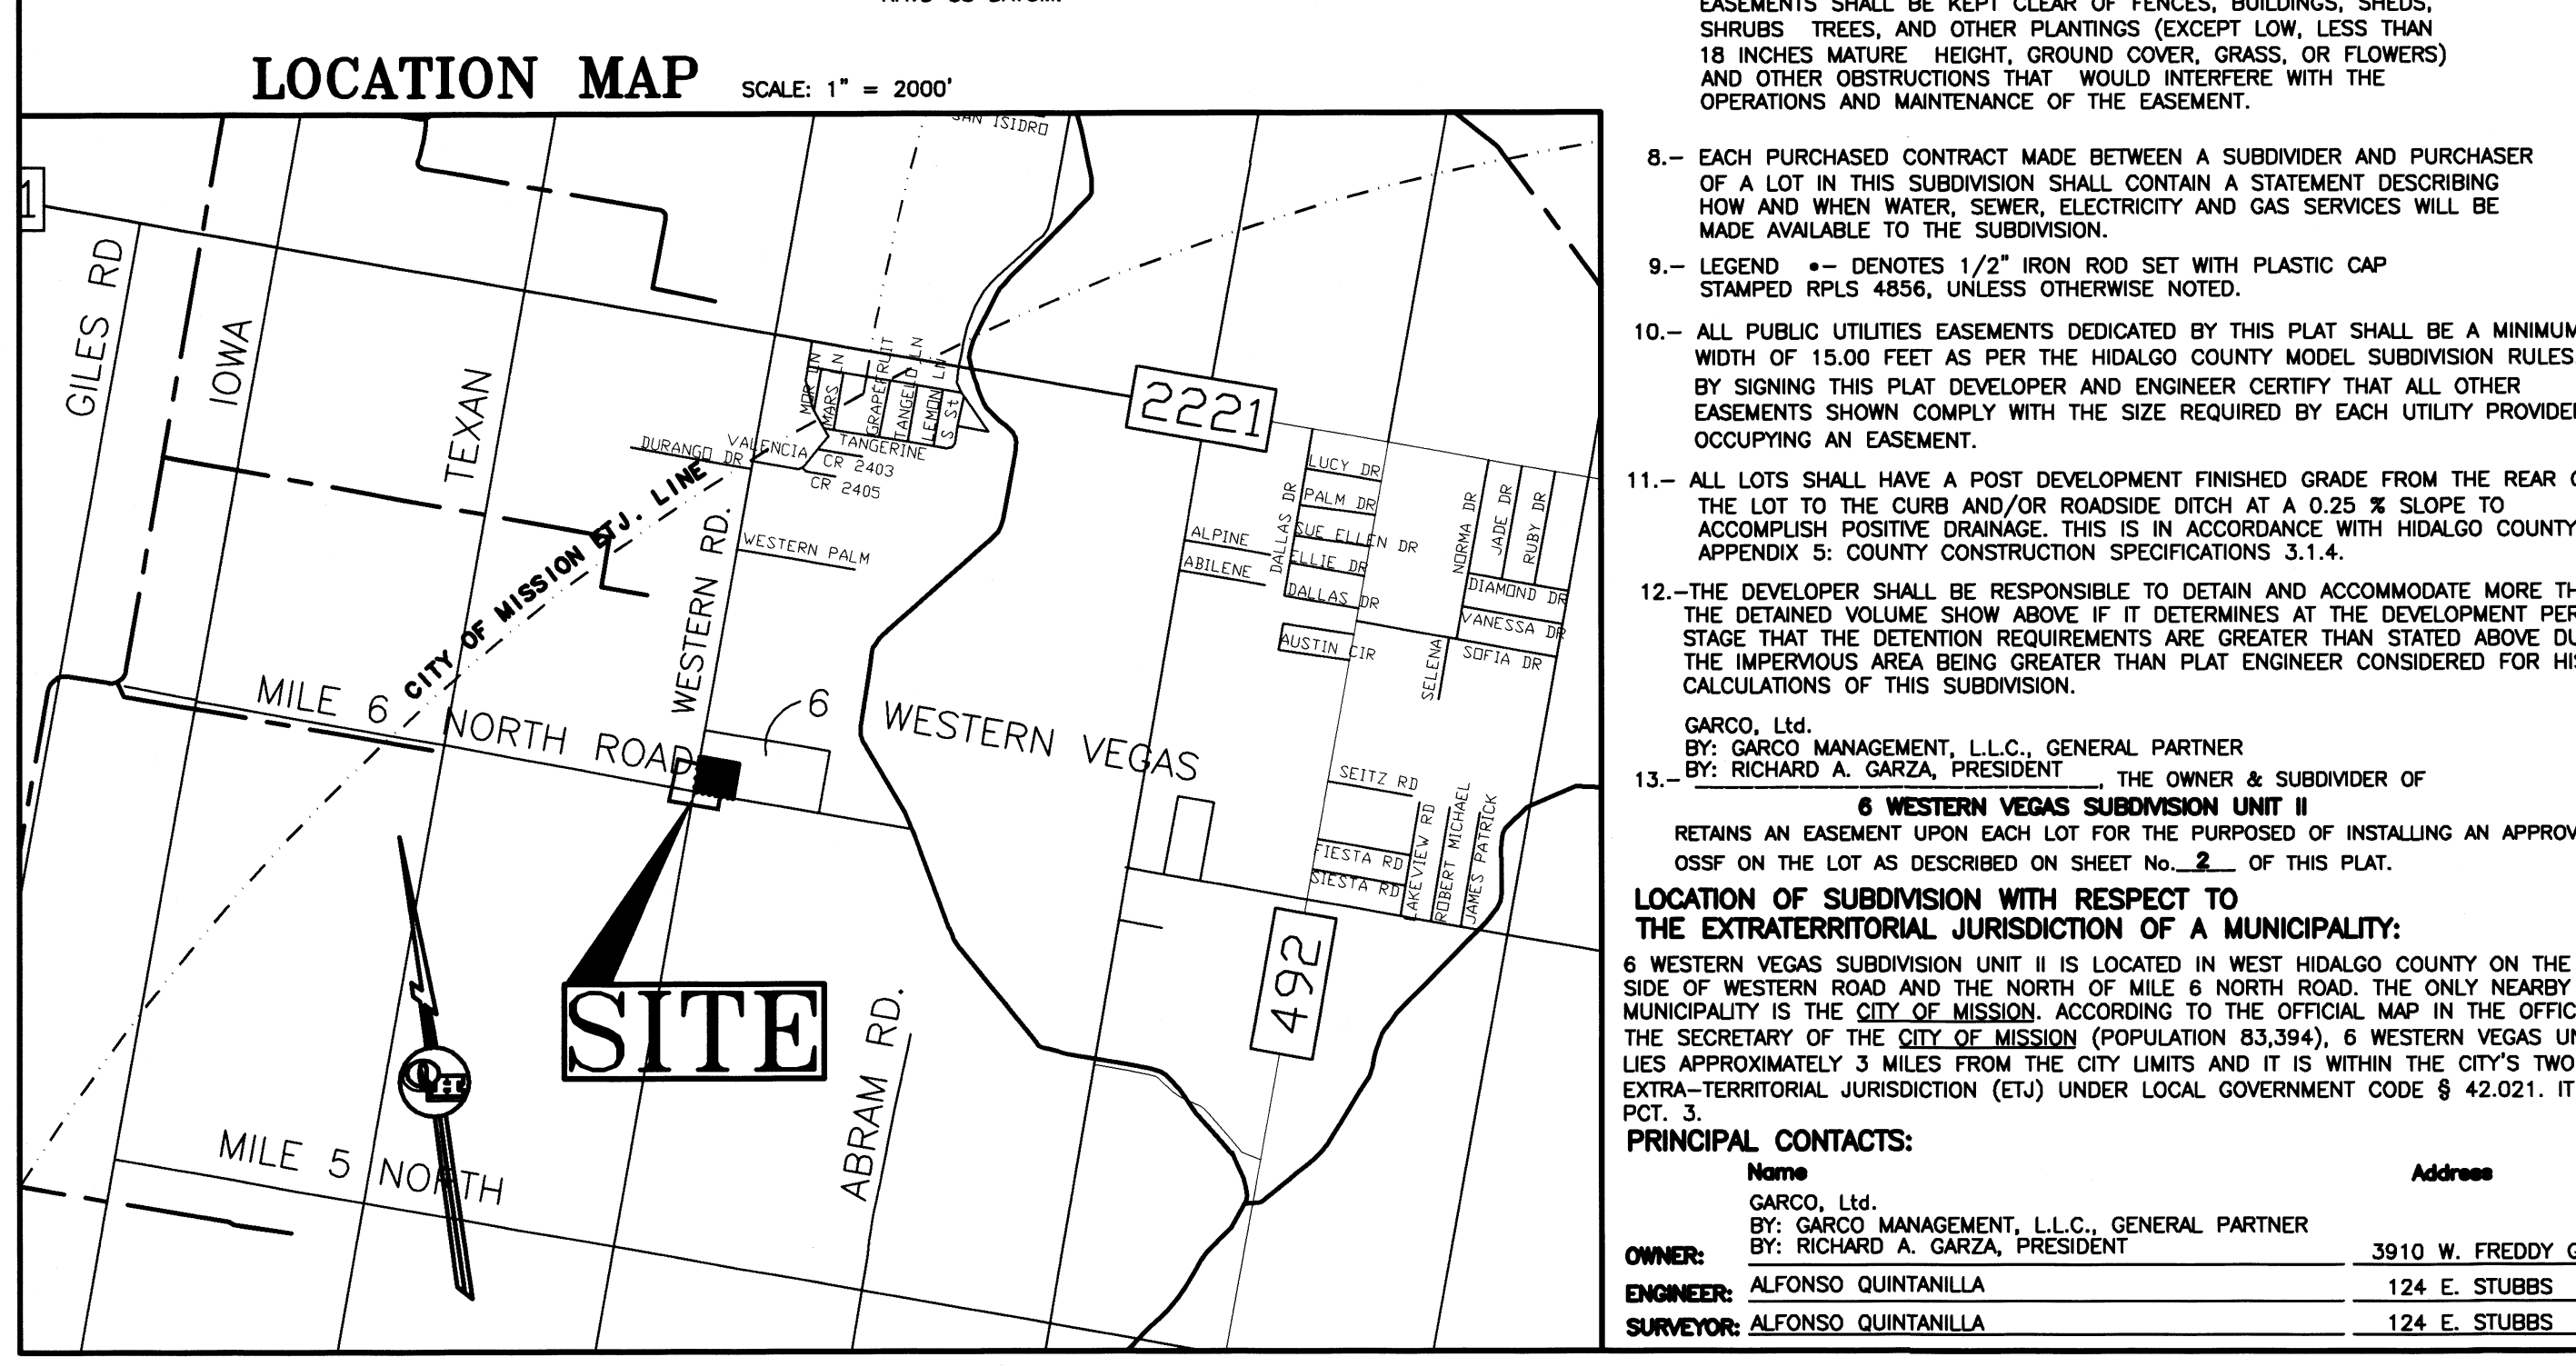 LOCATION MAP SCALE: 1" = 2000'
SAN ISIDRO
1
GILES RD
IOWA
TEXAN
MOR LN
MARS LN
GRAPEFRUIT
TANGELO LN
LEMON LN
S St
2221
DURANGO DR
VALENCIA
TANGERINE
CR 2403
CR 2405
CITY OF MISSION ETJ. LINE
WESTERN RD.
WESTERN PALM
ALPINE
ABILENE
DALLAS DR
LUCY DR
PALM DR
SUE ELLEN DR
ELLIE DR
DALLAS DR
AUSTIN CIR
NORMA DR
JADE DR
RUBY DR
DIAMOND DR
VANESSA DR
SOFIA DR
SELENA
MILE 6 NORTH ROAD
6
WESTERN VEGAS
SEITZ RD
FIESTA RD
SIESTA RD
LAKEVIEW RD
ROBERT MICHAEL
JAMES PATRICK
492
SITE
ABRAM RD.
QH
MILE 5 NORTH
EASEMENTS SHALL BE KEPT CLEAR OF FENCES, BUILDINGS, SHEDS,
SHRUBS TREES, AND OTHER PLANTINGS (EXCEPT LOW, LESS THAN
18 INCHES MATURE HEIGHT, GROUND COVER, GRASS, OR FLOWERS)
AND OTHER OBSTRUCTIONS THAT WOULD INTERFERE WITH THE
OPERATIONS AND MAINTENANCE OF THE EASEMENT.
8.- EACH PURCHASED CONTRACT MADE BETWEEN A SUBDIVIDER AND PURCHASER
OF A LOT IN THIS SUBDIVISION SHALL CONTAIN A STATEMENT DESCRIBING
HOW AND WHEN WATER, SEWER, ELECTRICITY AND GAS SERVICES WILL BE
MADE AVAILABLE TO THE SUBDIVISION.
9.- LEGEND •- DENOTES 1/2" IRON ROD SET WITH PLASTIC CAP
STAMPED RPLS 4856, UNLESS OTHERWISE NOTED.
10.- ALL PUBLIC UTILITIES EASEMENTS DEDICATED BY THIS PLAT SHALL BE A MINIMUM
WIDTH OF 15.00 FEET AS PER THE HIDALGO COUNTY MODEL SUBDIVISION RULES
BY SIGNING THIS PLAT DEVELOPER AND ENGINEER CERTIFY THAT ALL OTHER
EASEMENTS SHOWN COMPLY WITH THE SIZE REQUIRED BY EACH UTILITY PROVIDE
OCCUPYING AN EASEMENT.
11.- ALL LOTS SHALL HAVE A POST DEVELOPMENT FINISHED GRADE FROM THE REAR
THE LOT TO THE CURB AND/OR ROADSIDE DITCH AT A 0.25 % SLOPE TO
ACCOMPLISH POSITIVE DRAINAGE. THIS IS IN ACCORDANCE WITH HIDALGO COUNTY
APPENDIX 5: COUNTY CONSTRUCTION SPECIFICATIONS 3.1.4.
12.-THE DEVELOPER SHALL BE RESPONSIBLE TO DETAIN AND ACCOMMODATE MORE TH
THE DETAINED VOLUME SHOW ABOVE IF IT DETERMINES AT THE DEVELOPMENT PER
STAGE THAT THE DETENTION REQUIREMENTS ARE GREATER THAN STATED ABOVE DU
THE IMPERVIOUS AREA BEING GREATER THAN PLAT ENGINEER CONSIDERED FOR HI
CALCULATIONS OF THIS SUBDIVISION.
GARCO, Ltd.
BY: GARCO MANAGEMENT, L.L.C., GENERAL PARTNER
13.- BY: RICHARD A. GARZA, PRESIDENT, THE OWNER & SUBDIVIDER OF
6 WESTERN VEGAS SUBDIVISION UNIT II
RETAINS AN EASEMENT UPON EACH LOT FOR THE PURPOSED OF INSTALLING AN APPROV
OSSF ON THE LOT AS DESCRIBED ON SHEET No. 2 OF THIS PLAT.
LOCATION OF SUBDIVISION WITH RESPECT TO
THE EXTRATERRITORIAL JURISDICTION OF A MUNICIPALITY:
6 WESTERN VEGAS SUBDIVISION UNIT II IS LOCATED IN WEST HIDALGO COUNTY ON THE
SIDE OF WESTERN ROAD AND THE NORTH OF MILE 6 NORTH ROAD. THE ONLY NEARBY
MUNICIPALITY IS THE CITY OF MISSION. ACCORDING TO THE OFFICIAL MAP IN THE OFFIC
THE SECRETARY OF THE CITY OF MISSION (POPULATION 83,394), 6 WESTERN VEGAS UN
LIES APPROXIMATELY 3 MILES FROM THE CITY LIMITS AND IT IS WITHIN THE CITY'S TWO
EXTRA-TERRITORIAL JURISDICTION (ETJ) UNDER LOCAL GOVERNMENT CODE § 42.021. IT
PCT. 3.
PRINCIPAL CONTACTS:
Name Address
GARCO, Ltd.
BY: GARCO MANAGEMENT, L.L.C., GENERAL PARTNER
OWNER: BY: RICHARD A. GARZA, PRESIDENT 3910 W. FREDDY G
ENGINEER: ALFONSO QUINTANILLA 124 E. STUBBS
SURVEYOR: ALFONSO QUINTANILLA 124 E. STUBBS